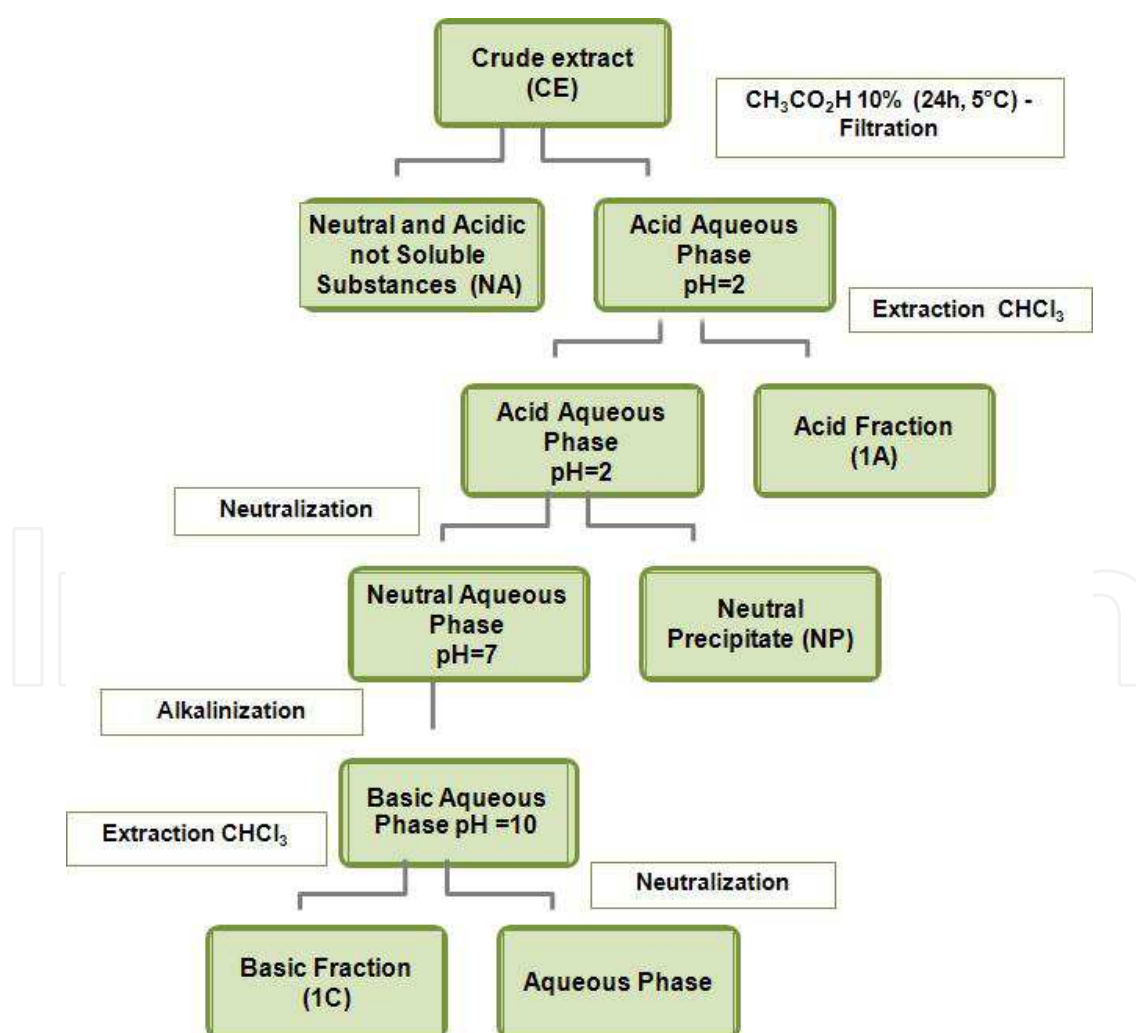 Crude extract
(CE)
CH₃CO₂H 10% (24h, 5°C) -
Filtration
Neutral and Acidic
not Soluble
Substances (NA)
Acid Aqueous
Phase
pH=2
Extraction CHCl₃
Acid Aqueous
Phase
pH=2
Acid Fraction
(1A)
Neutralization
Neutral Aqueous
Phase
pH=7
Neutral
Precipitate (NP)
Alkalinization
Basic Aqueous
Phase pH =10
Extraction CHCl₃
Neutralization
Basic Fraction
(1C)
Aqueous Phase